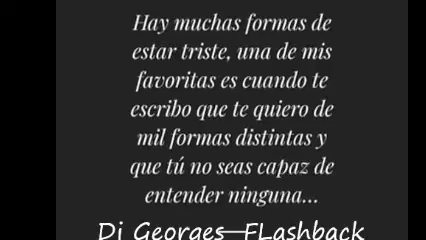 Hay muchas formas de
estar triste, una de mis
favoritas es cuando te
escribo que te quiero de
mil formas distintas y
que tú no seas capaz de
entender ninguna...
Dj Georges—FLashback